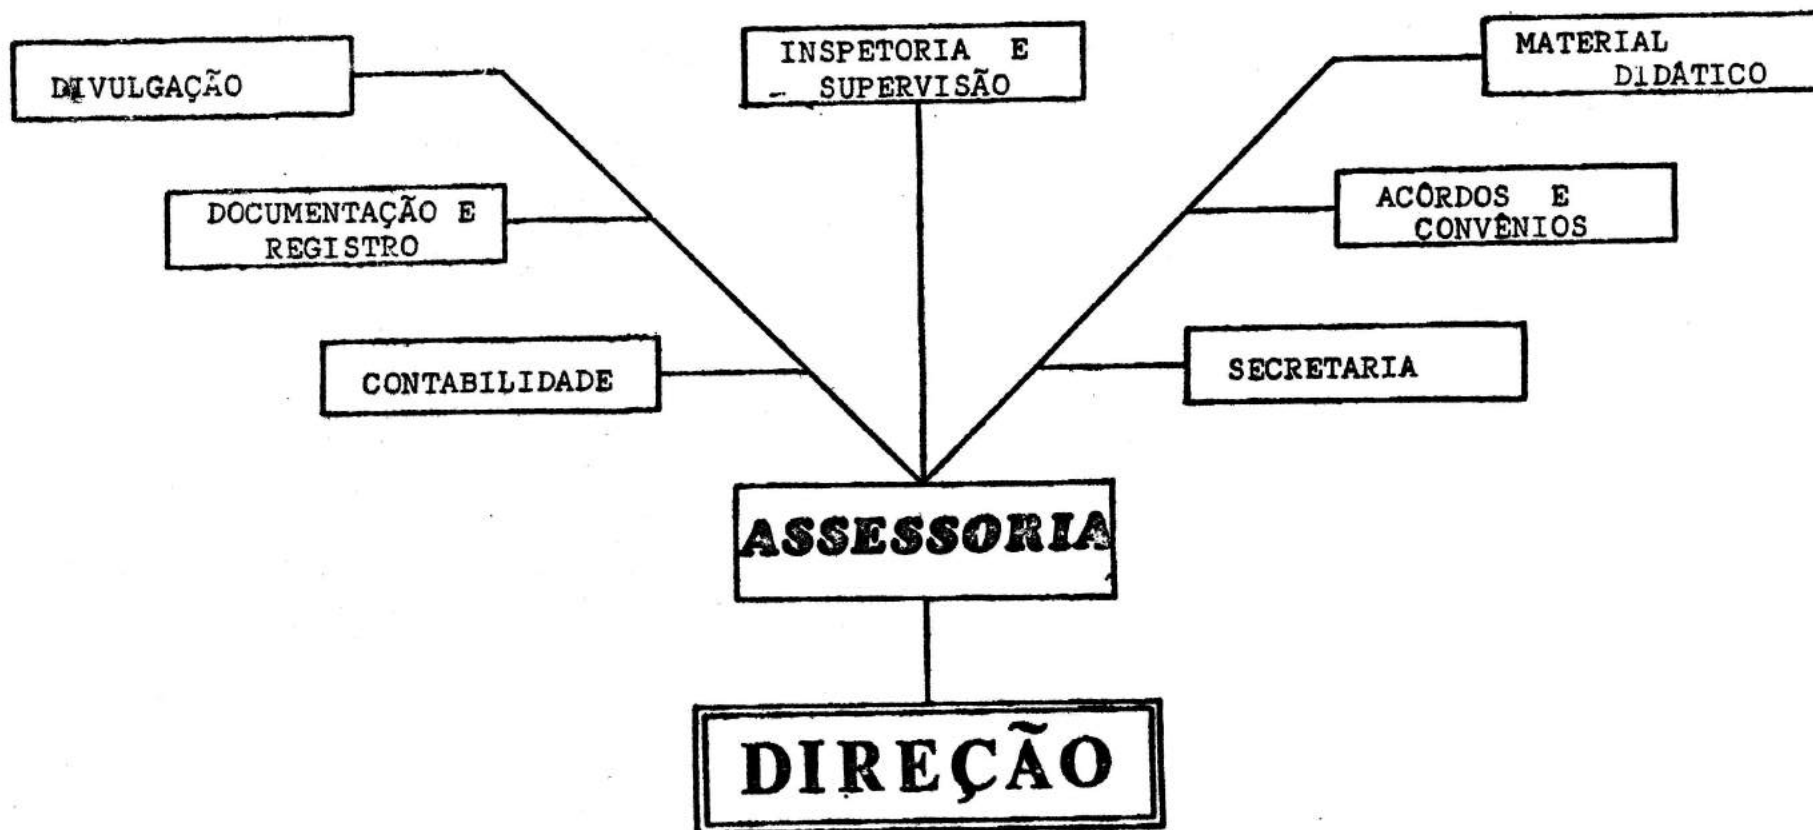 DIVULGAÇÃO
INSPETORIA E
SUPERVISÃO
MATERIAL
DIDÁTICO
DOCUMENTAÇÃO E
REGISTRO
ACÔRDOS E
CONVÊNIOS
CONTABILIDADE
SECRETARIA
ASSESSORIA
DIREÇÃO